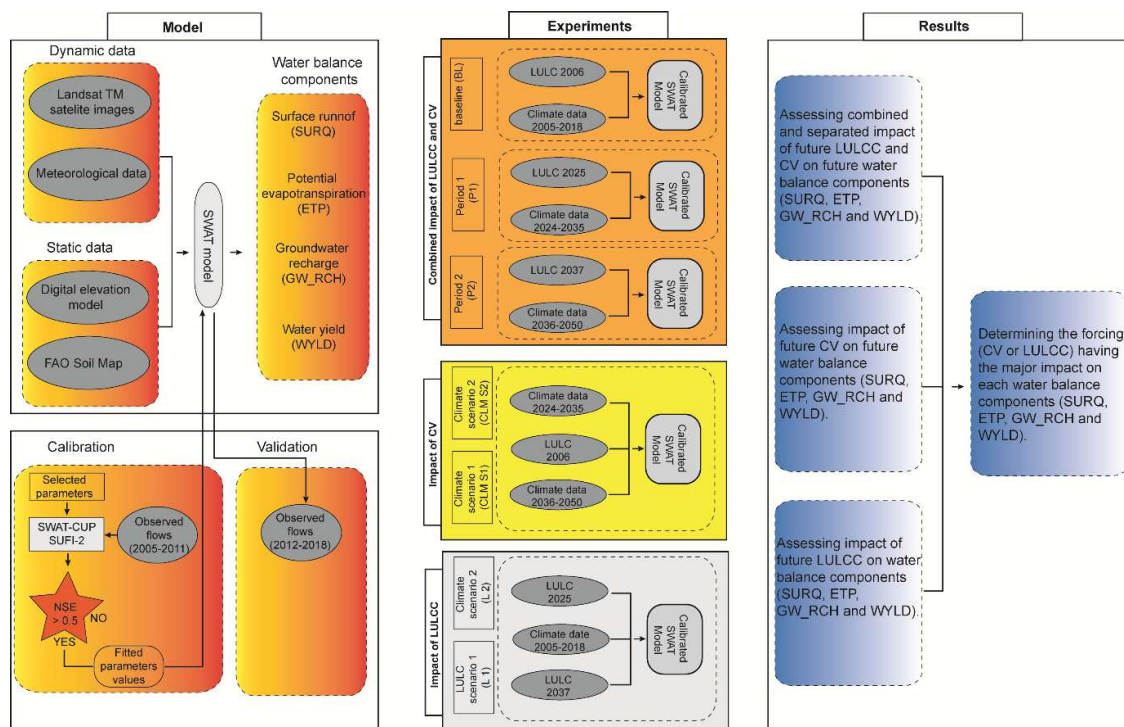 Model
Dynamic data
Landsat TM
satelite images
Meteorological data
Static data
Digital elevation
model
FAO Soil Map
SWAT model
Water balance
components
Surface runnof
(SURQ)
Potential
evapotranspiration
(ETP)
Groundwater
recharge
(GW_RCH)
Water yield
(WYLD)
Calibration
Selected parameters
SWAT-CUP
SUFI-2
Observed
flows
(2005-2011)
NSE
> 0.5
NO
YES
Fitted
parameters
values
Validation
Observed
flows
(2012-2018)
Experiments
Combined impact of LULCC and CV
baseline (BL)
LULC 2006
Climate data
2005-2018
Calibrated
SWAT
Model
Period 1
(P1)
LULC 2025
Climate data
2024-2035
Calibrated
SWAT
Model
Period 2
(P2)
LULC 2037
Climate data
2036-2050
Calibrated
SWAT
Model
Impact of CV
Climate
scenario 2
(CLM S2)
Climate
scenario 1
(CLM S1)
Climate data
2024-2035
LULC
2006
Climate data
2036-2050
Calibrated
SWAT
Model
Impact of LULCC
Climate
scenario 2
(L 2)
LULC
scenario 1
(L 1)
LULC
2025
Climate date
2005-2018
LULC
2037
Calibrated
SWAT
Model
Results
Assessing combined
and separated impact
of future LULCC and
CV on future water
balance components
(SURQ, ETP, GW_RCH
and WYLD).
Assessing impact of
future CV on future
water balance
components (SURQ,
ETP, GW_RCH and
WYLD).
Assessing impact of
future LULCC on water
balance components
(SURQ, ETP,
GW_RCH and WYLD).
Determining the forcing
(CV or LULCC) having
the major impact on
each water balance
components (SURQ,
ETP, GW_RCH and
WYLD).